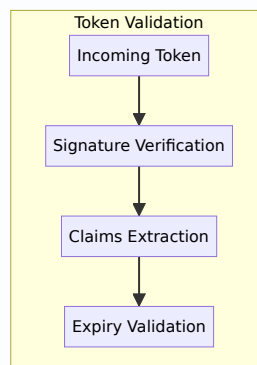 Token Validation
Incoming Token
Signature Verification
Claims Extraction
Expiry Validation